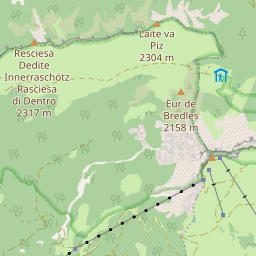 Resciesa
Dedite -
Innerraschötz
Rasciesa
di Dentro
2317 m
Laite va
Piz
2304 m
Eur de
Bredles
2158 m